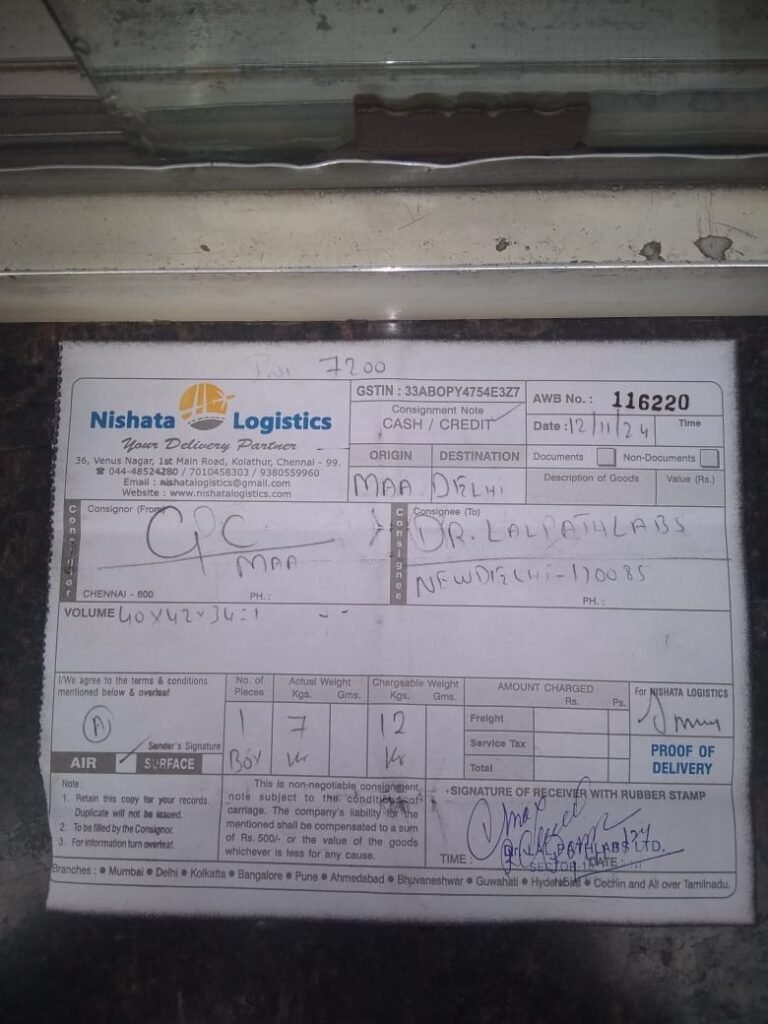 7200
Nishata Logistics
Your Delivery Partner
36, Venus Nagar, 1st Main Road, Kolathur, Chennai - 99.
☎ 044-48524280 / 7010458303 / 9380559960
Email : nishatalogistics@gmail.com
Website : www.nishatalogistics.com
GSTIN : 33ABOPY4754E3Z7
Consignment Note
CASH / CREDIT
AWB No. : 116220
Date : 12/11/24 Time
ORIGIN DESTINATION
MAA DELHI
Documents Non-Documents
Description of Goods Value (Rs.)
Consignor
Consignor (From)
CPC
MAA
CHENNAI - 600 PH. :
Consignee
Consignee (To)
DR. LALPATHLABS
NEWDELHI-110085
PH. :
VOLUME 40x42x34=1
I/We agree to the terms & conditions
mentioned below & overleaf
A
Sender's Signature
AIR SURFACE
No. of Pieces
1
Box
Actual Weight
Kgs. Gms.
7
Kr
Chargeable Weight
Kgs. Gms.
12
Kr
AMOUNT CHARGED
Rs. Ps.
Freight
Service Tax
Total
For NISHATA LOGISTICS
PROOF OF
DELIVERY
Note :
1. Retain this copy for your records.
Duplicate will not be issued.
2. To be filled by the Consignor.
3. For information turn overleaf.
This is non-negotiable consignment
note subject to the conditions of
carriage. The company's liability for the
mentioned shall be compensated to a sum
of Rs. 500/- or the value of the goods
whichever is less for any cause.
SIGNATURE OF RECEIVER WITH RUBBER STAMP
Dr. LAL PATHLABS LTD.
TIME : DATE :
Branches : ● Mumbai ● Delhi ● Kolkatta ● Bangalore ● Pune ● Ahmedabad ● Bhuvaneshwar ● Guwahati ● Hyderabad ● Cochin and All over Tamilnadu.